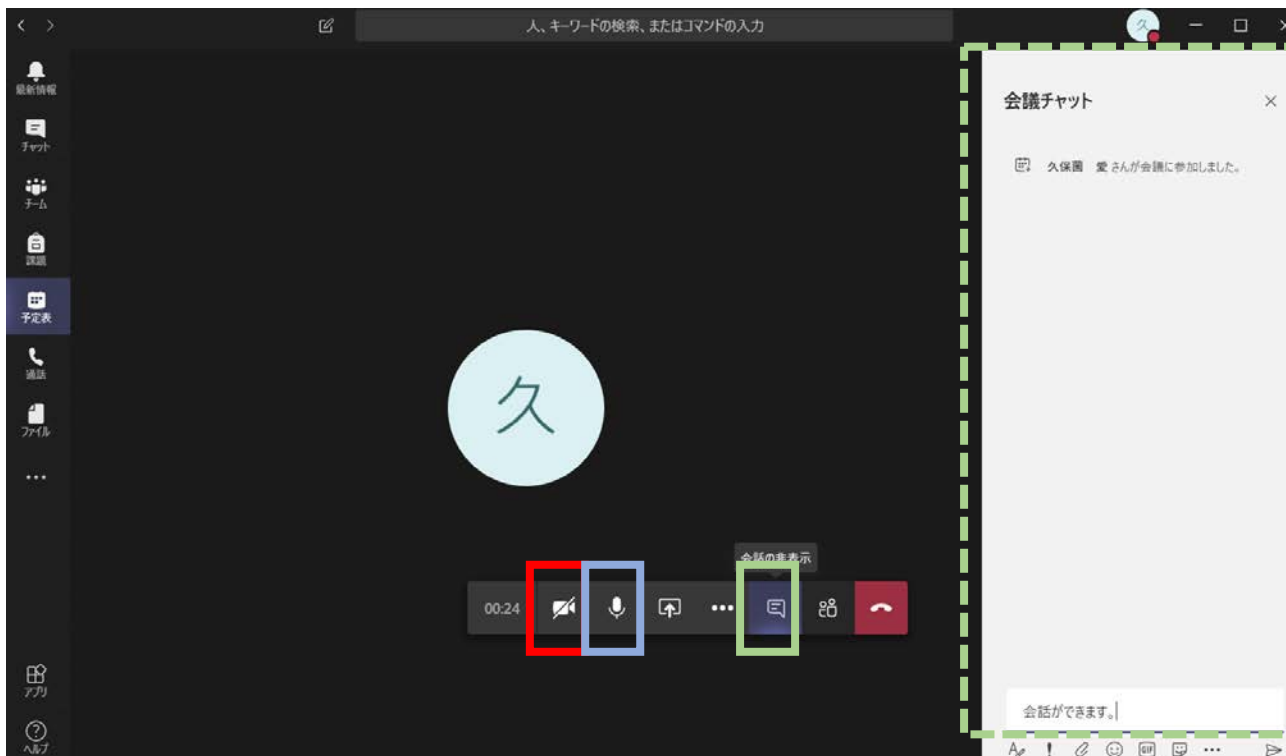 人、キーワードの検索、またはコマンドの入力
久
最新情報
チャット
チーム
課題
予定表
通話
ファイル
アプリ
ヘルプ
久
会話の非表示
00:24
会議チャット
久保園 愛 さんが会議に参加しました。
会話ができます。
GIF